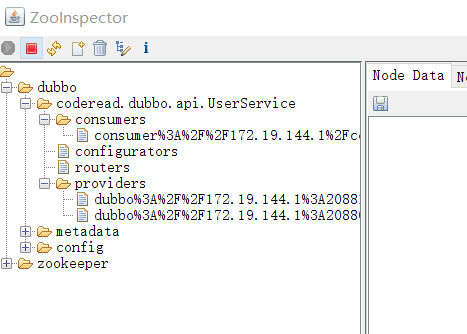 ZooInspector
Node Data N
dubbo
coderead.dubbo.api.UserService
consumers
consumer%3A%2F%2F172.19.144.1%2Fc
configurators
routers
providers
dubbo%3A%2F%2F172.19.144.1%3A2088
dubbo%3A%2F%2F172.19.144.1%3A2088
metadata
config
zookeeper